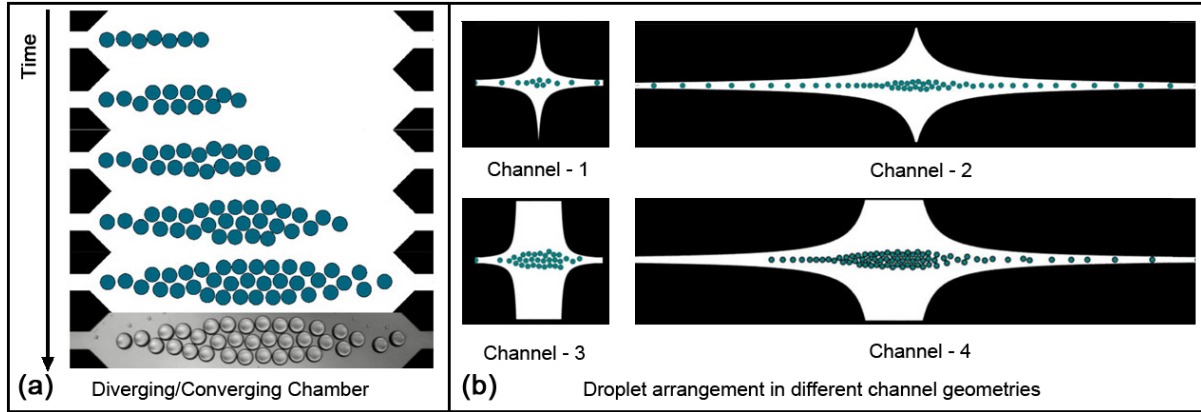 Time
(a)
Diverging/Converging Chamber
Channel - 1
Channel - 2
Channel - 3
Channel - 4
(b)
Droplet arrangement in different channel geometries